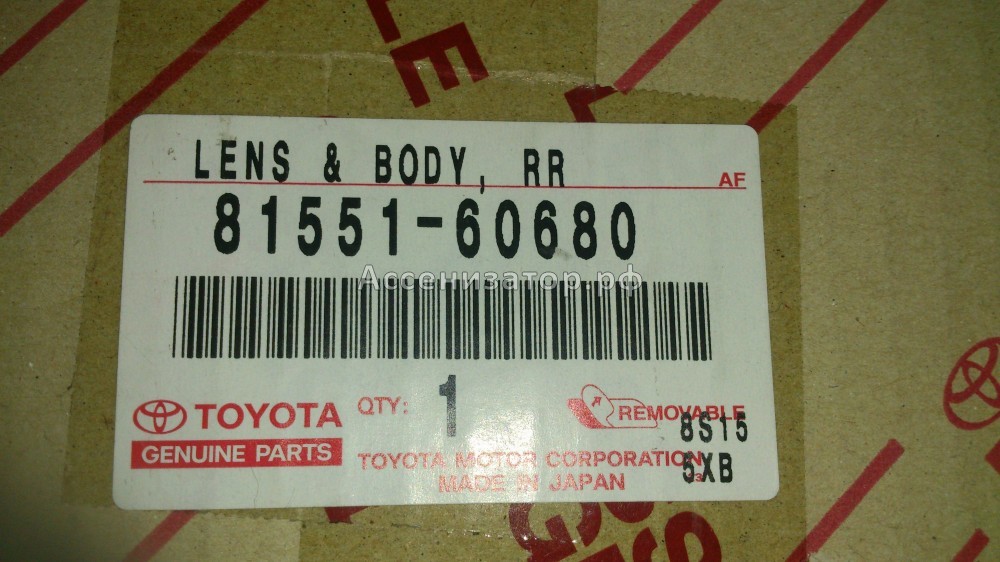 LENS & BODY, RR
AF
81551-60680
Ассенизатор.рф
TOYOTA
GENUINE PARTS
QTY: 1
REMOVABLE
8S15
TOYOTA MOTOR CORPORATION
5XB
MADE IN JAPAN